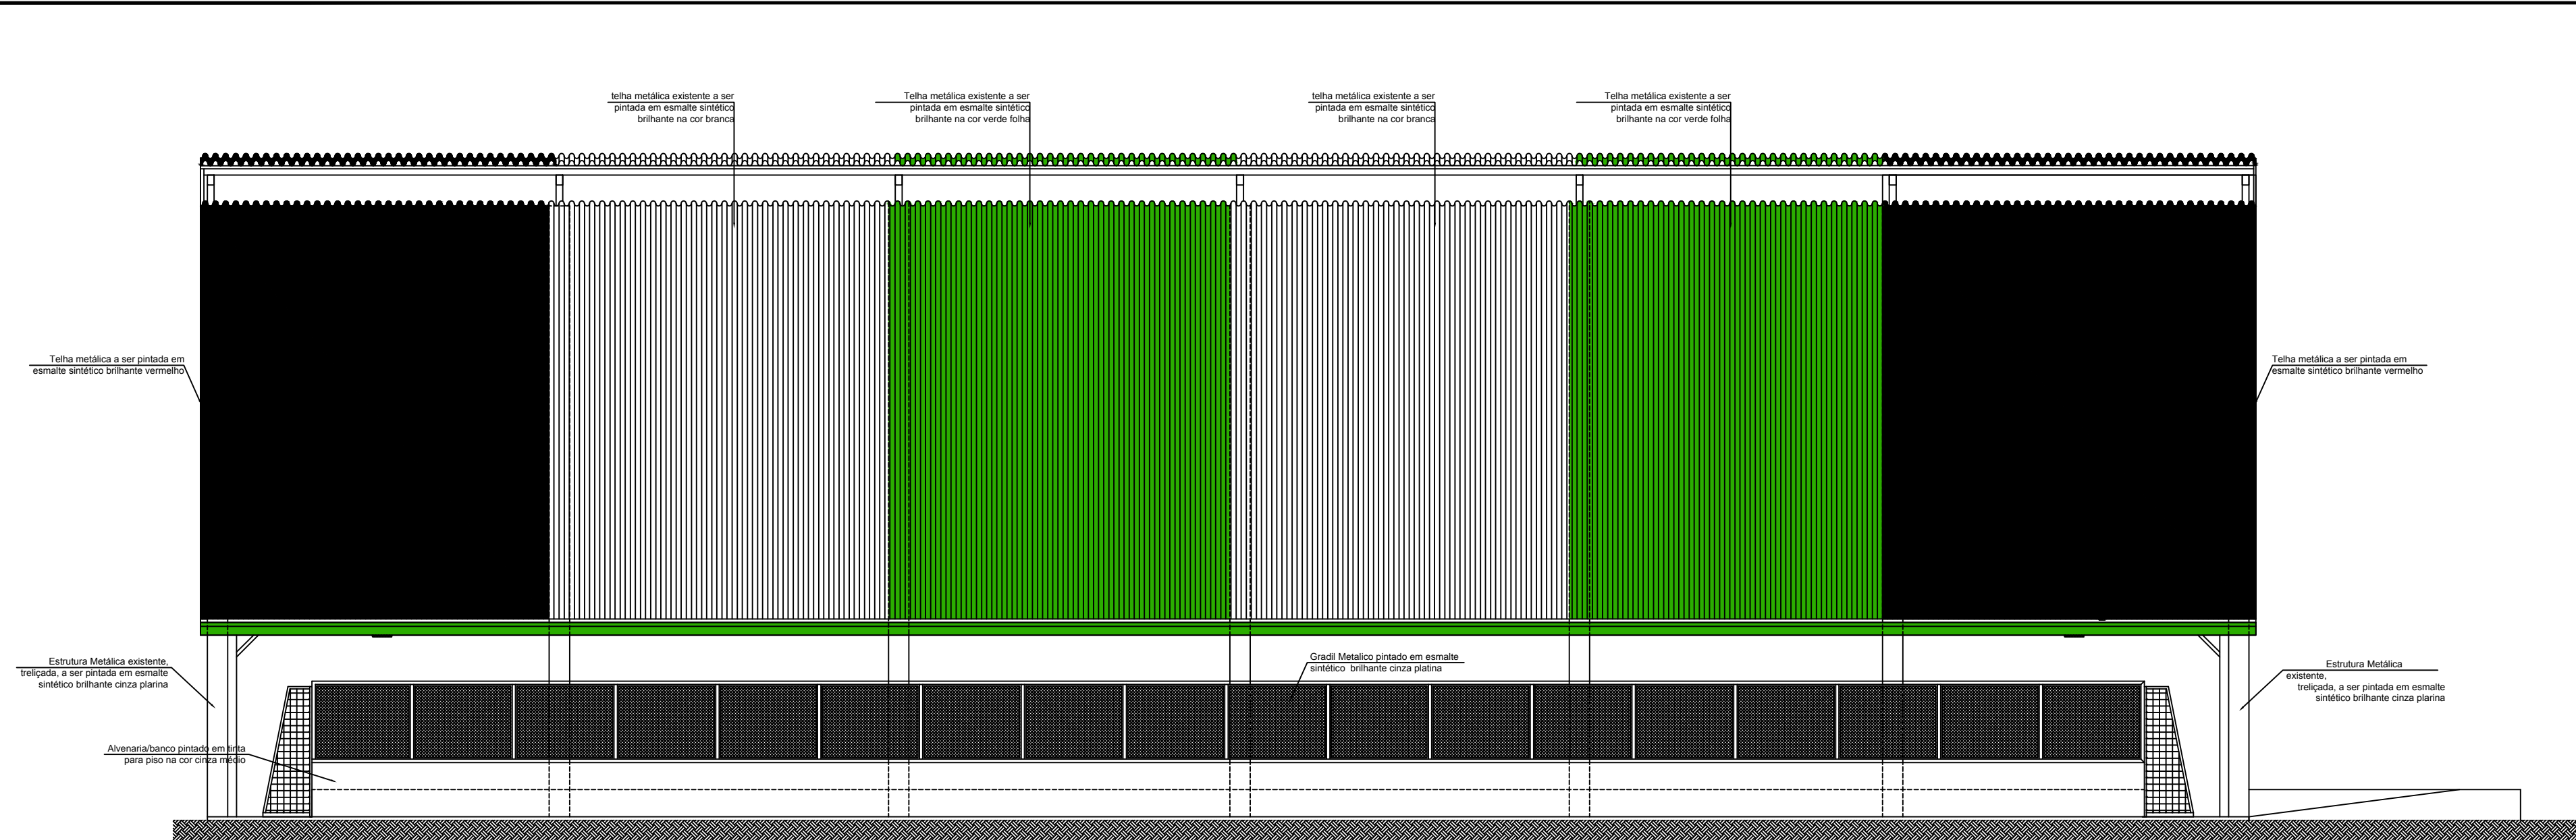 telha metálica existente a ser
pintada em esmalte sintético
brilhante na cor branca
Telha metálica existente a ser
pintada em esmalte sintético
brilhante na cor verde folha
telha metálica existente a ser
pintada em esmalte sintético
brilhante na cor branca
Telha metálica existente a ser
pintada em esmalte sintético
brilhante na cor verde folha
Telha metálica a ser pintada em
esmalte sintético brilhante vermelho
Telha metálica a ser pintada em
esmalte sintético brilhante vermelho
Estrutura Metálica existente,
treliçada, a ser pintada em esmalte
sintético brilhante cinza plarina
Gradil Metalico pintado em esmalte
sintético brilhante cinza platina
Estrutura Metálica
existente,
treliçada, a ser pintada em esmalte
sintético brilhante cinza plarina
Alvenaria/banco pintado em tinta
para piso na cor cinza médio